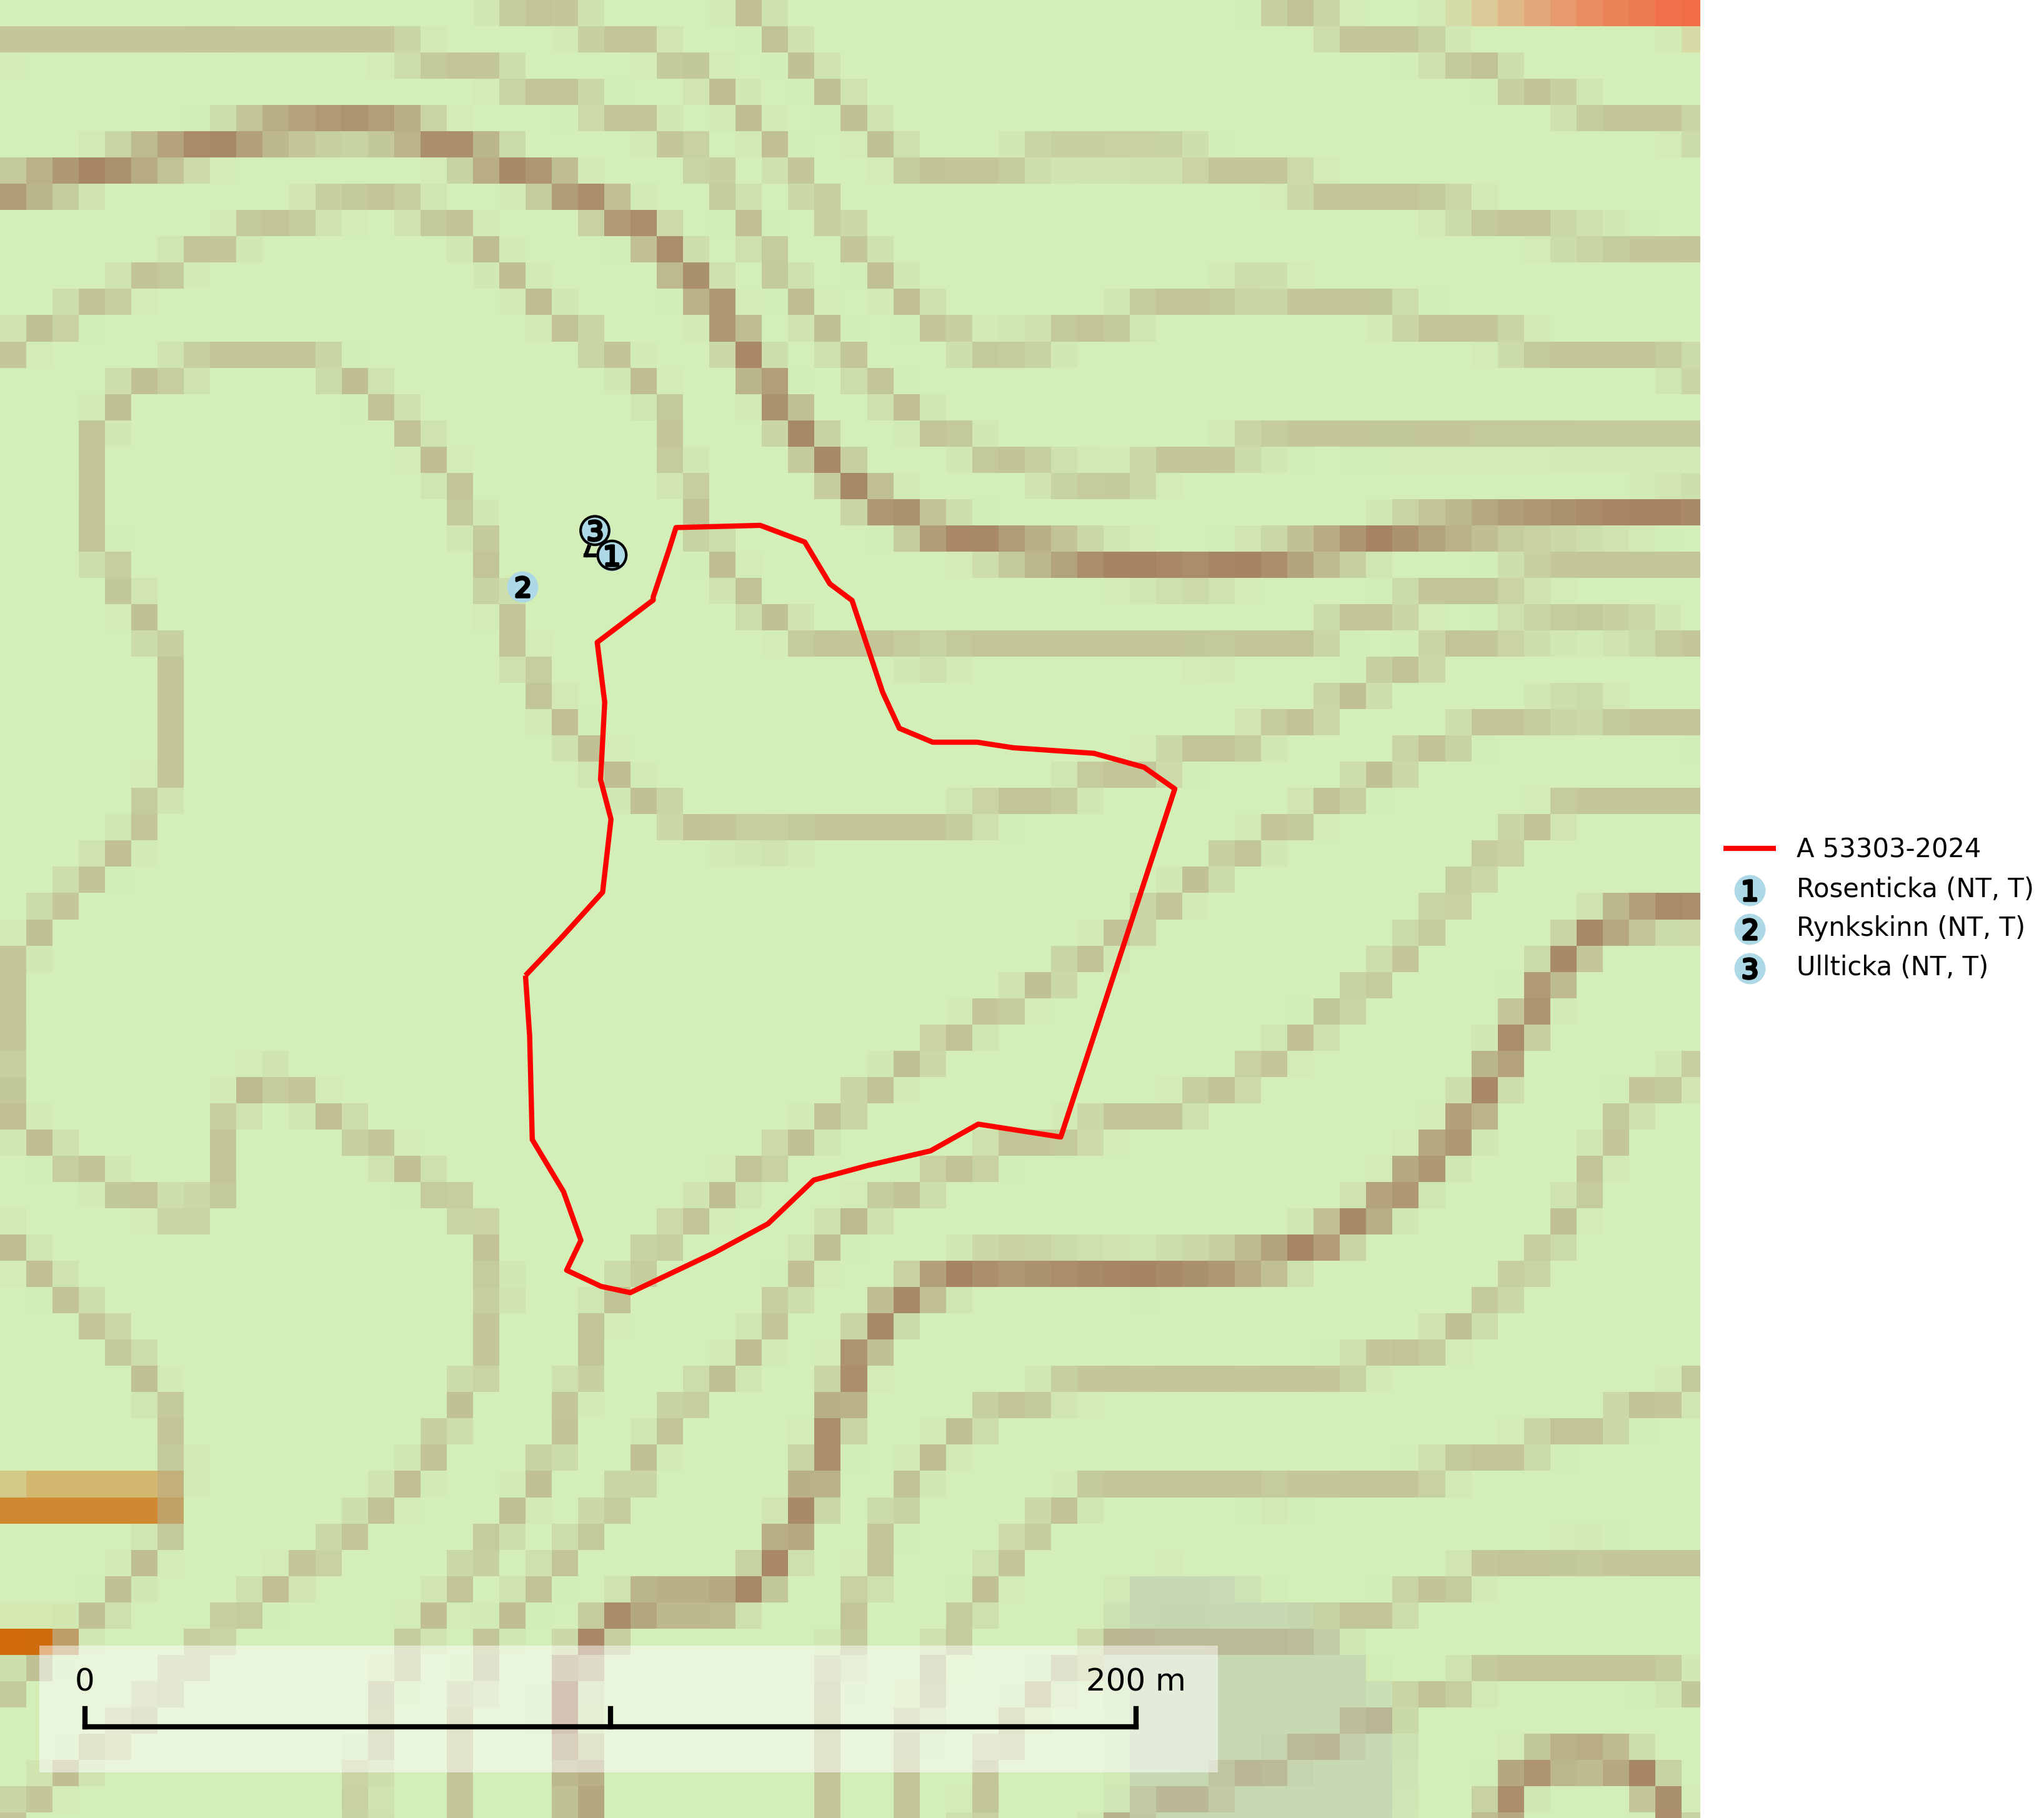 3
1
2
A 53303-2024
1 Rosenticka (NT, T)
2 Rynkskinn (NT, T)
3 Ullticka (NT, T)
0 200 m